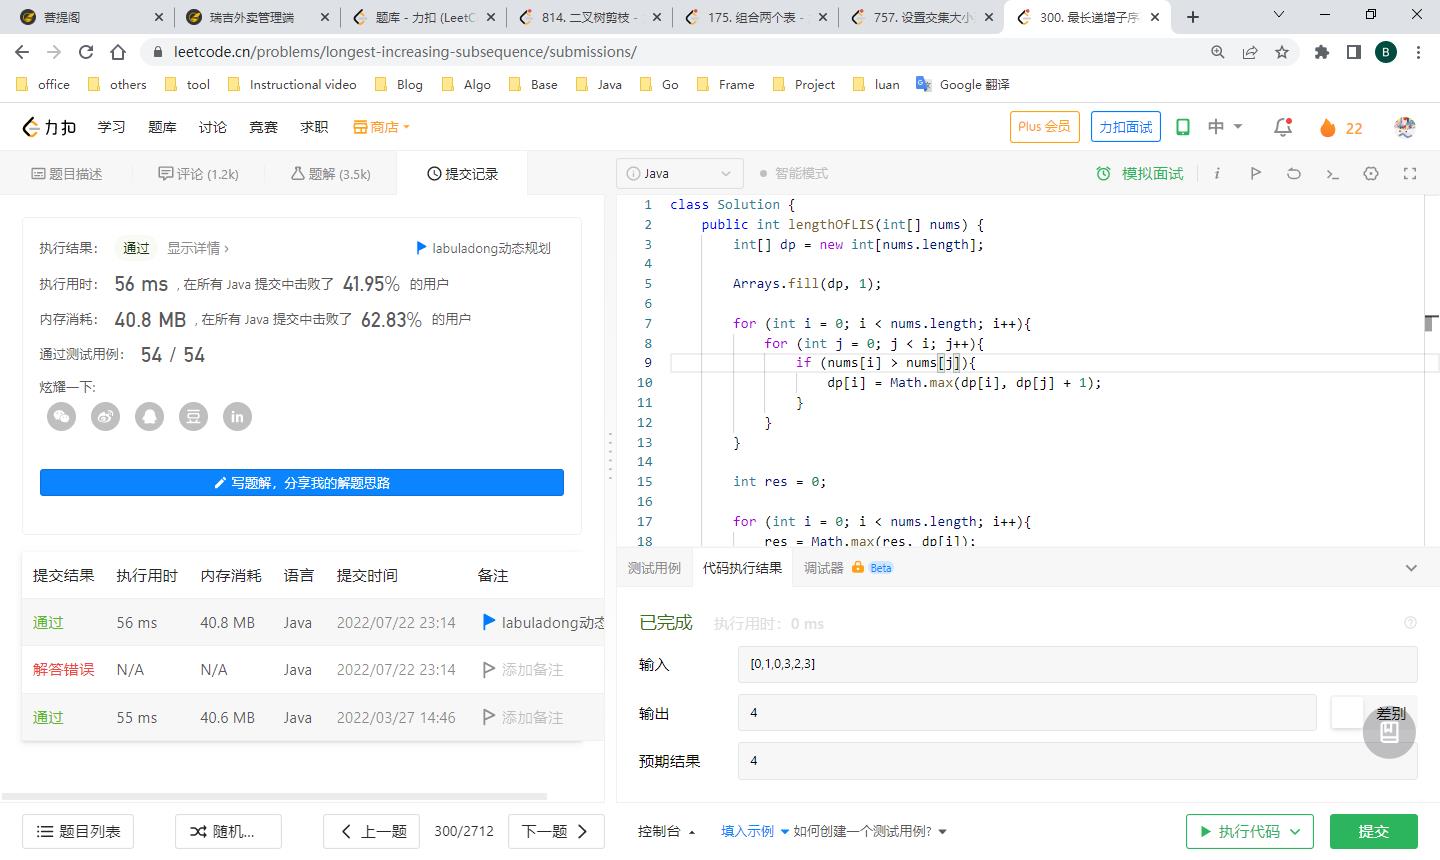 菩提阁
瑞吉外卖管理端
题库 - 力扣 (LeetC
814. 二叉树剪枝 -
175. 组合两个表 -
757. 设置交集大小
300. 最长递增子序
leetcode.cn/problems/longest-increasing-subsequence/submissions/
B
office
others
tool
Instructional video
Blog
Algo
Base
Java
Go
Frame
Project
luan
Google 翻译
力扣
学习
题库
讨论
竞赛
求职
商店
Plus 会员
力扣面试
中
22
题目描述
评论 (1.2k)
题解 (3.5k)
提交记录
Java
智能模式
模拟面试
执行结果：
通过
显示详情 ›
labuladong动态规划
执行用时： 56 ms , 在所有 Java 提交中击败了 41.95% 的用户
内存消耗： 40.8 MB , 在所有 Java 提交中击败了 62.83% 的用户
通过测试用例： 54 / 54
炫耀一下:
豆
in
写题解，分享我的解题思路
提交结果 执行用时 内存消耗 语言 提交时间 备注
通过 56 ms 40.8 MB Java 2022/07/22 23:14 labuladong动态
解答错误 N/A N/A Java 2022/07/22 23:14 添加备注
通过 55 ms 40.6 MB Java 2022/03/27 14:46 添加备注
1 class Solution {
2 public int lengthOfLIS(int[] nums) {
3 int[] dp = new int[nums.length];
4
5 Arrays.fill(dp, 1);
6
7 for (int i = 0; i < nums.length; i++){
8 for (int j = 0; j < i; j++){
9 if (nums[i] > nums[j]){
10 dp[i] = Math.max(dp[i], dp[j] + 1);
11 }
12 }
13 }
14
15 int res = 0;
16
17 for (int i = 0; i < nums.length; i++){
18 res = Math.max(res, dp[i]);
测试用例
代码执行结果
调试器
Beta
已完成
执行用时: 0 ms
输入
[0,1,0,3,2,3]
输出
4
差别
预期结果
4
题目列表
随机...
上一题
300/2712
下一题
控制台
填入示例
如何创建一个测试用例?
执行代码
提交